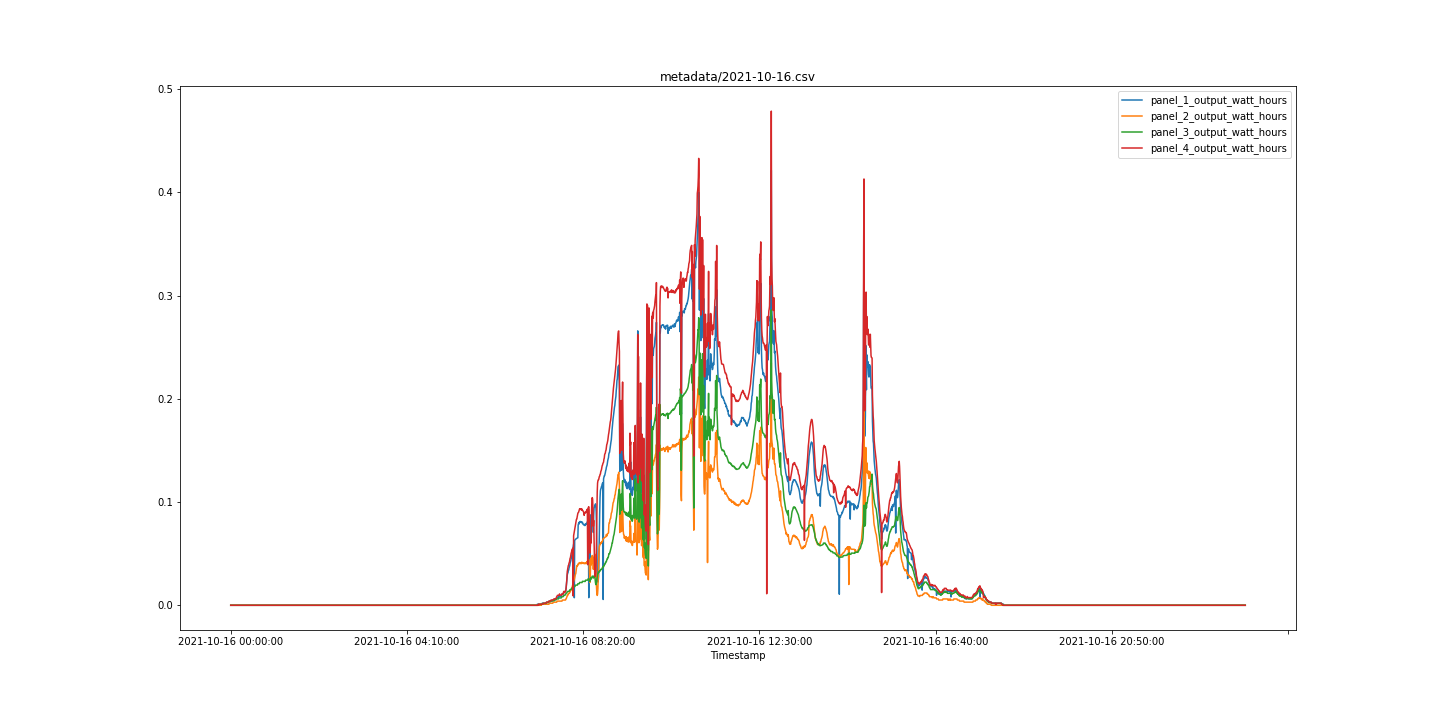 metadata/2021-10-16.csv
0.5
0.4
0.3
0.2
0.1
0.0
panel_1_output_watt_hours
panel_2_output_watt_hours
panel_3_output_watt_hours
panel_4_output_watt_hours
2021-10-16 00:00:00
2021-10-16 04:10:00
2021-10-16 08:20:00
2021-10-16 12:30:00
2021-10-16 16:40:00
2021-10-16 20:50:00
Timestamp